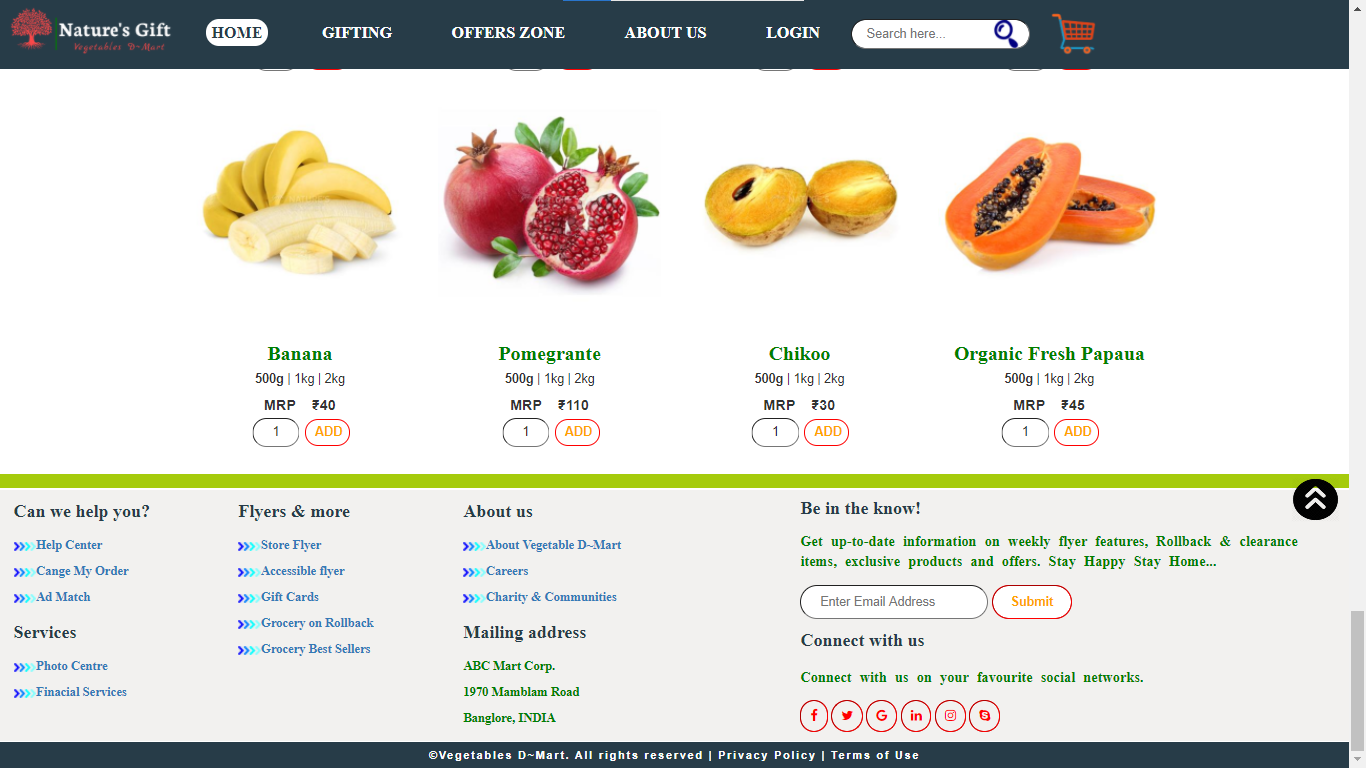 Nature's Gift
Vegetables D~Mart
HOME GIFTING OFFERS ZONE ABOUT US LOGIN Search here...
Banana Pomegrante Chikoo Organic Fresh Papaua
500g | 1kg | 2kg 500g | 1kg | 2kg 500g | 1kg | 2kg 500g | 1kg | 2kg
MRP ₹40 MRP ₹110 MRP ₹30 MRP ₹45
1 ADD 1 ADD 1 ADD 1 ADD
Can we help you?
Help Center
Cange My Order
Ad Match
Services
Photo Centre
Finacial Services
Flyers & more
Store Flyer
Accessible flyer
Gift Cards
Grocery on Rollback
Grocery Best Sellers
About us
About Vegetable D~Mart
Careers
Charity & Communities
Mailing address
ABC Mart Corp.
1970 Mamblam Road
Banglore, INDIA
Be in the know!
Get up-to-date information on weekly flyer features, Rollback & clearance
items, exclusive products and offers. Stay Happy Stay Home...
Enter Email Address Submit
Connect with us
Connect with us on your favourite social networks.
©Vegetables D~Mart. All rights reserved | Privacy Policy | Terms of Use